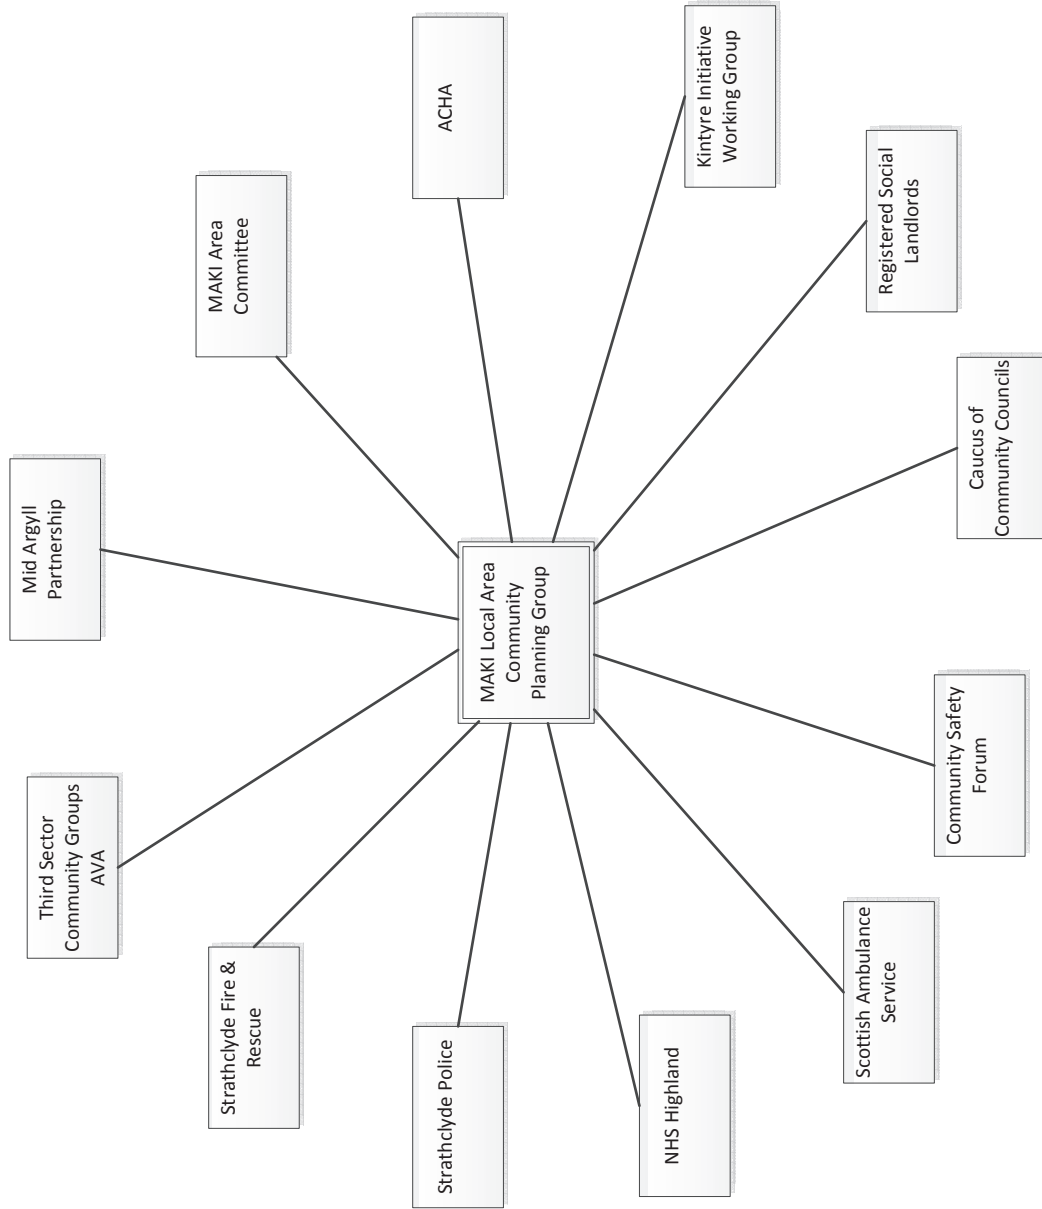 MAKI Local Area
Community
Planning Group
Mid Argyll
Partnership
MAKI Area
Committee
ACHA
Kintyre Initiative
Working Group
Registered Social
Landlords
Caucus of
Community Councils
Community Safety
Forum
Scottish Ambulance
Service
NHS Highland
Strathclyde Police
Strathclyde Fire &
Rescue
Third Sector
Community Groups
AVA